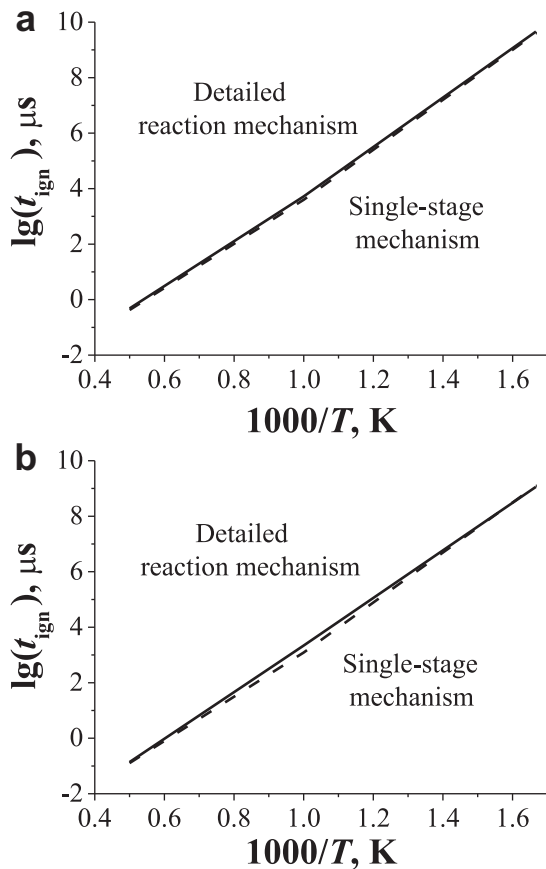 a
10
8
6
4
2
0
-2
lg(t_ign), μs
Detailed
reaction mechanism
Single-stage
mechanism
0.4 0.6 0.8 1.0 1.2 1.4 1.6
1000/T, K
b
10
8
6
4
2
0
-2
lg(t_ign), μs
Detailed
reaction mechanism
Single-stage
mechanism
0.4 0.6 0.8 1.0 1.2 1.4 1.6
1000/T, K